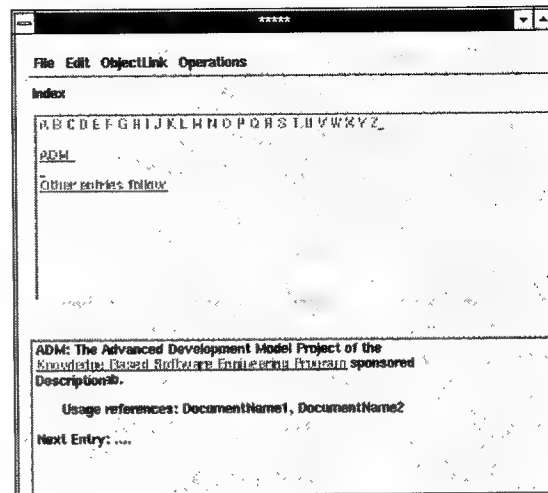 *****
File Edit ObjectLink Operations
Index
A B C D E F G H I J K L M N O P Q R S T U V W X Y Z
ADM
Other entries follow
ADM: The Advanced Development Model Project of the
Knowledge Based Software Engineering Program sponsored
Description.
Usage references: DocumentName1, DocumentName2
Next Entry: ....